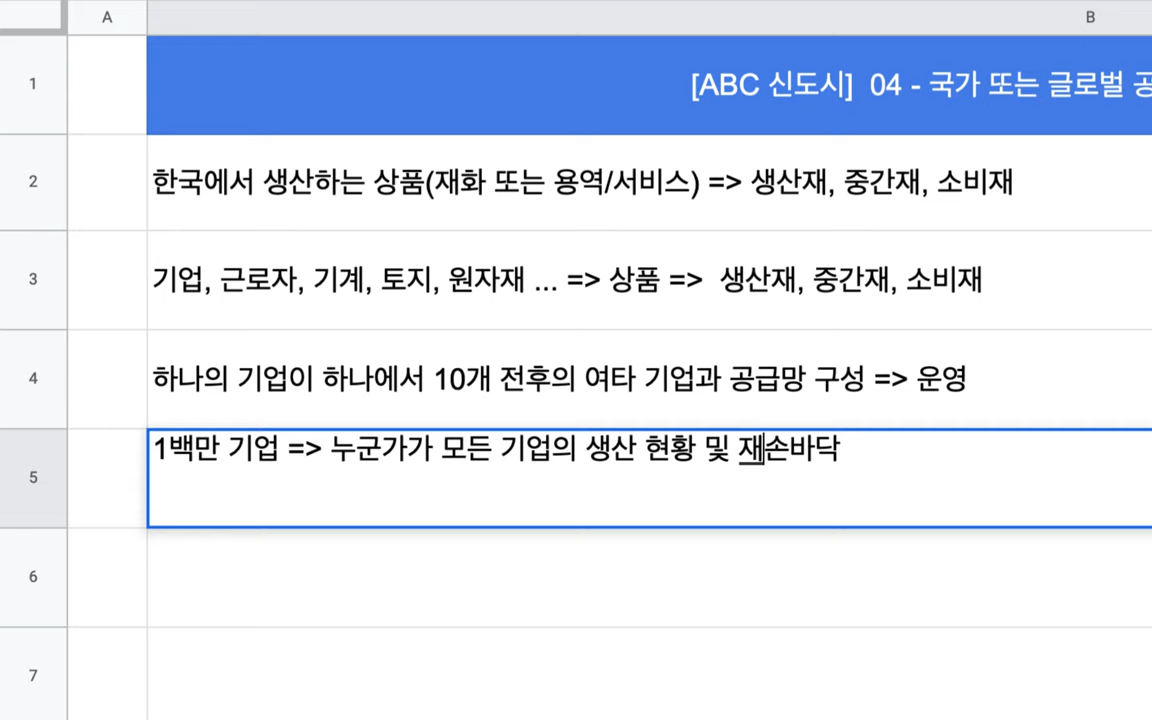 A
B
1
[ABC 신도시]  04 - 국가 또는 글로벌 공
2
한국에서 생산하는 상품(재화 또는 용역/서비스) => 생산재, 중간재, 소비재
3
기업, 근로자, 기계, 토지, 원자재 ... => 상품 =>  생산재, 중간재, 소비재
4
하나의 기업이 하나에서 10개 전후의 여타 기업과 공급망 구성 => 운영
5
1백만 기업 => 누군가가 모든 기업의 생산 현황 및 재손바닥
6
7